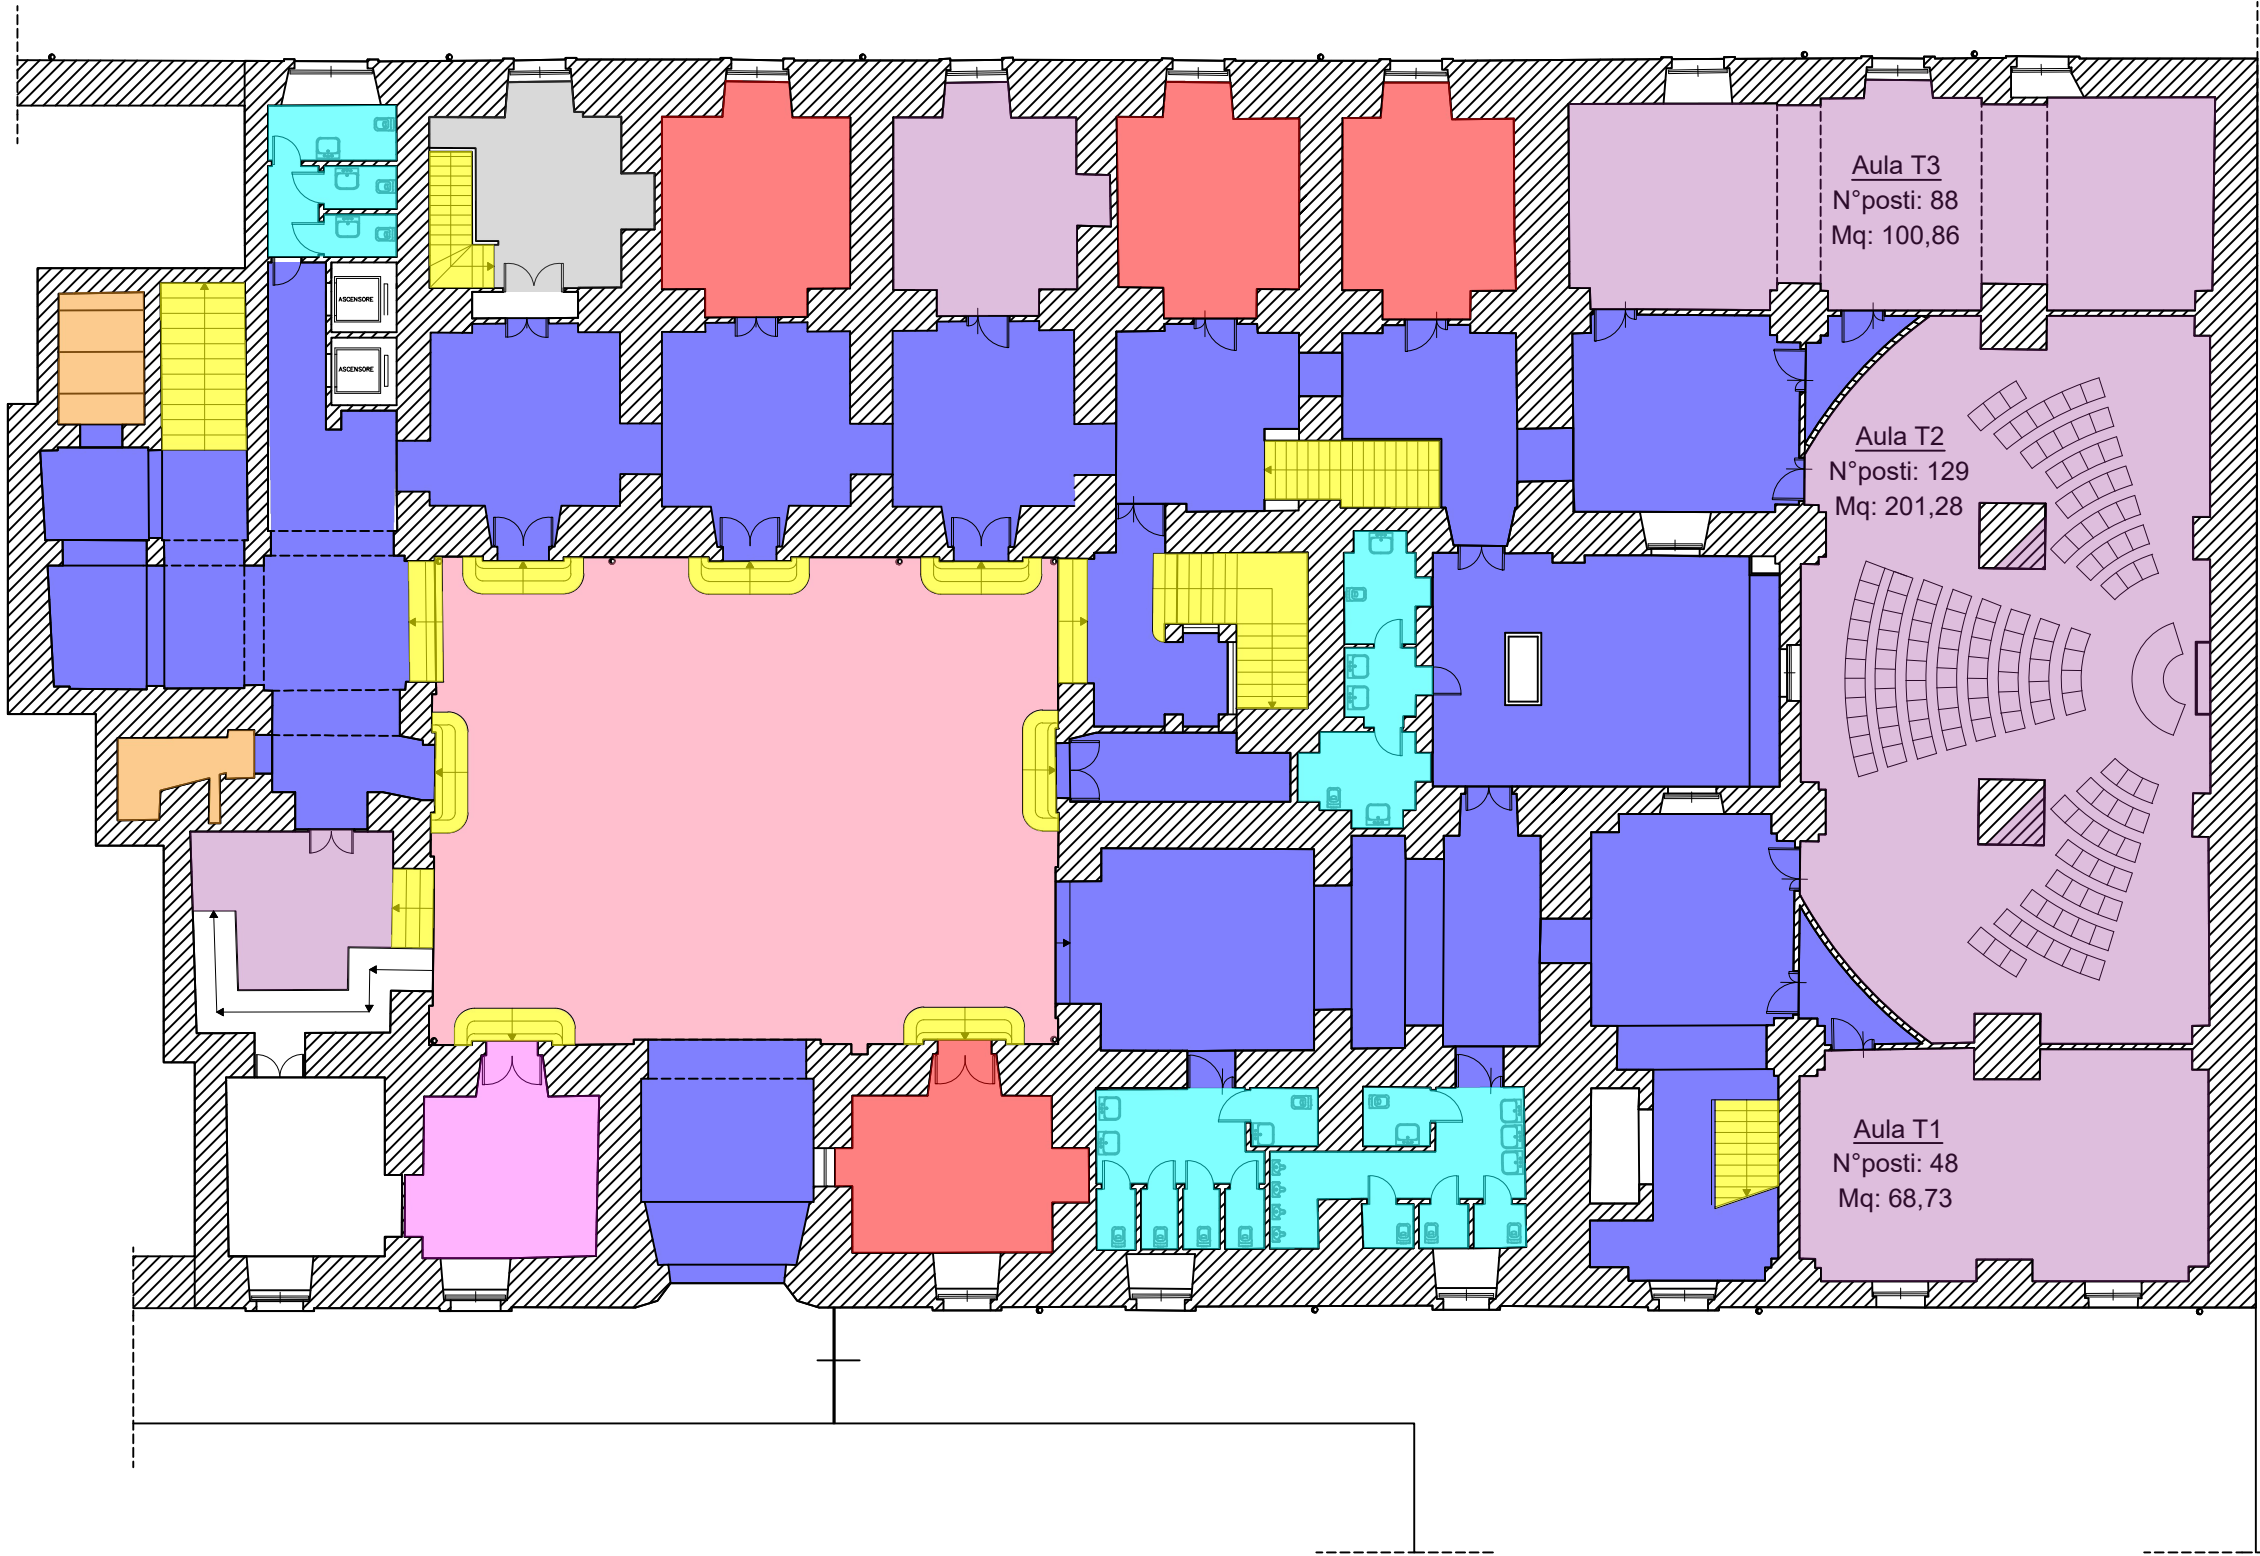 Aula T3
N°posti: 88
Mq: 100,86
ASCENSORE
ASCENSORE
Aula T2
N°posti: 129
Mq: 201,28
Aula T1
N°posti: 48
Mq: 68,73